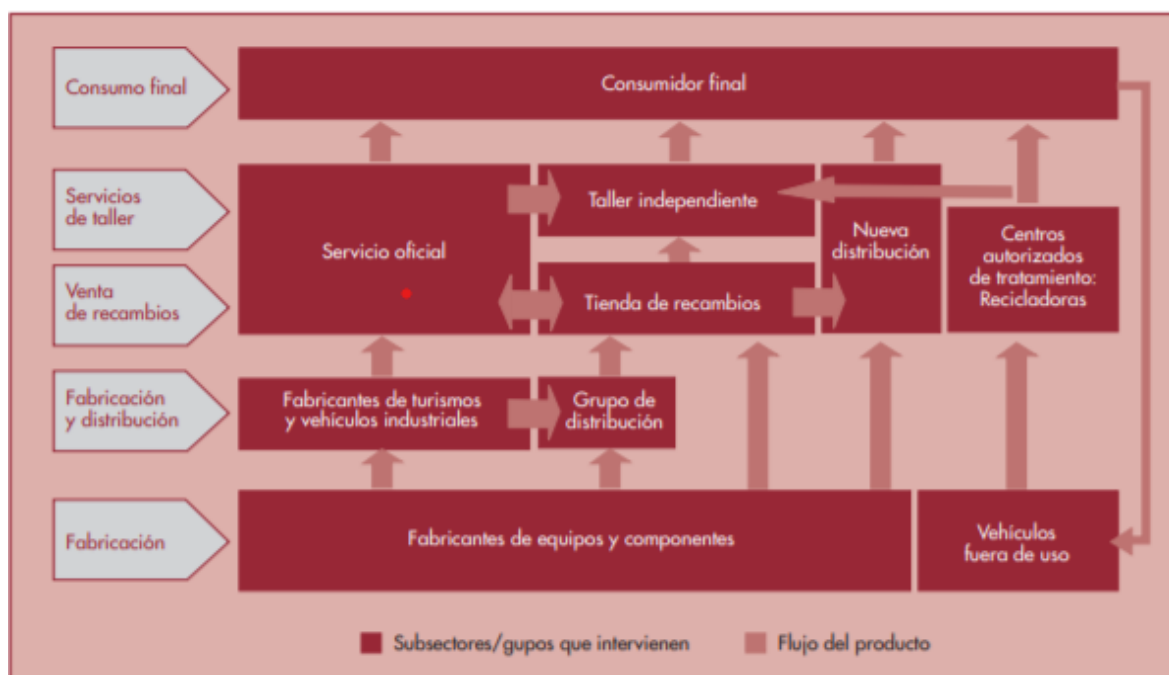 Consumo final
Consumidor final
Servicios
de taller
Servicio oficial
Taller independiente
Nueva
distribución
Centros
autorizados
de tratamiento:
Recicladoras
Venta
de recambios
Tienda de recambios
Fabricación
y distribución
Fabricantes de turismos
y vehículos industriales
Grupo de
distribución
Fabricación
Fabricantes de equipos y componentes
Vehículos
fuera de uso
Subsectores/gupos que intervienen
Flujo del producto